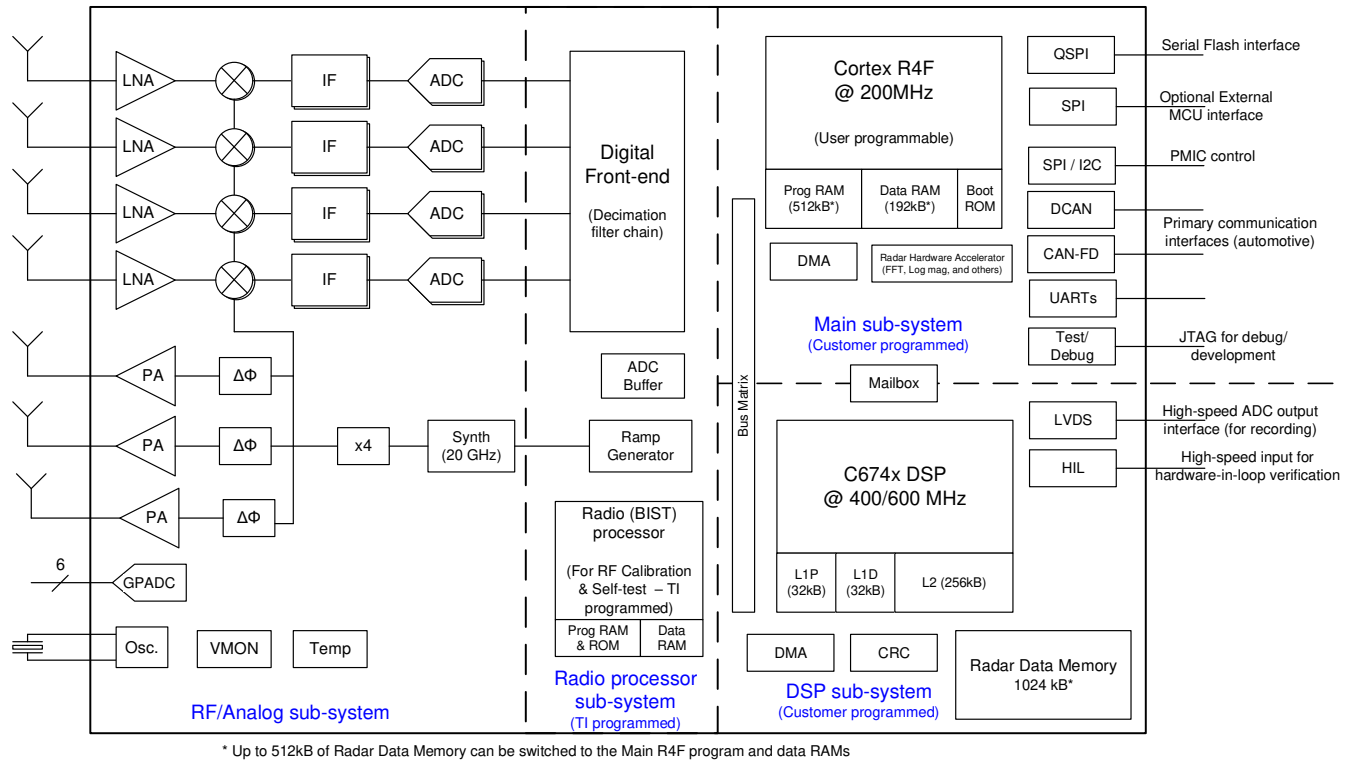 LNA
IF
ADC
LNA
IF
ADC
LNA
IF
ADC
LNA
IF
ADC
PA
ΔΦ
PA
ΔΦ
x4
Synth
(20 GHz)
PA
ΔΦ
6
GPADC
Osc.
VMON
Temp
RF/Analog sub-system
Digital
Front-end
(Decimation
filter chain)
ADC
Buffer
Ramp
Generator
Radio (BIST)
processor
(For RF Calibration
& Self-test – TI
programmed)
Prog RAM
& ROM
Data
RAM
Radio processor
sub-system
(TI programmed)
Cortex R4F
@ 200MHz
(User programmable)
Prog RAM
(512kB*)
Data RAM
(192kB*)
Boot
ROM
DMA
Radar Hardware Accelerator
(FFT, Log mag, and others)
Main sub-system
(Customer programmed)
Bus Matrix
Mailbox
C674x DSP
@ 400/600 MHz
L1P
(32kB)
L1D
(32kB)
L2 (256kB)
DMA
CRC
DSP sub-system
(Customer programmed)
Radar Data Memory
1024 kB*
QSPI
Serial Flash interface
SPI
Optional External
MCU interface
SPI / I2C
PMIC control
DCAN
Primary communication
interfaces (automotive)
CAN-FD
UARTs
Test/
Debug
JTAG for debug/
development
LVDS
High-speed ADC output
interface (for recording)
HIL
High-speed input for
hardware-in-loop verification
* Up to 512kB of Radar Data Memory can be switched to the Main R4F program and data RAMs